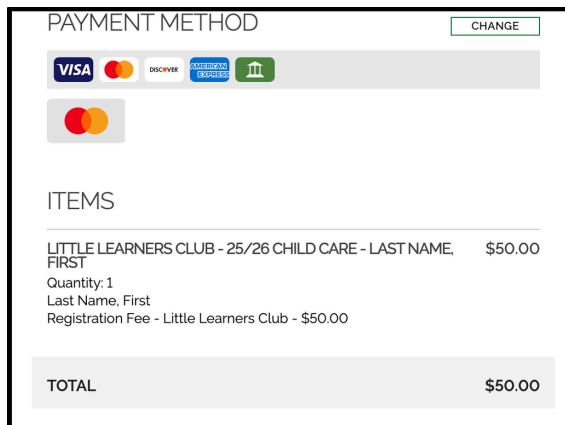 PAYMENT METHOD
CHANGE
VISA
DISCOVER
AMERICAN
EXPRESS
ITEMS
LITTLE LEARNERS CLUB - 25/26 CHILD CARE - LAST NAME, $50.00
FIRST
Quantity: 1
Last Name, First
Registration Fee - Little Learners Club - $50.00
TOTAL $50.00